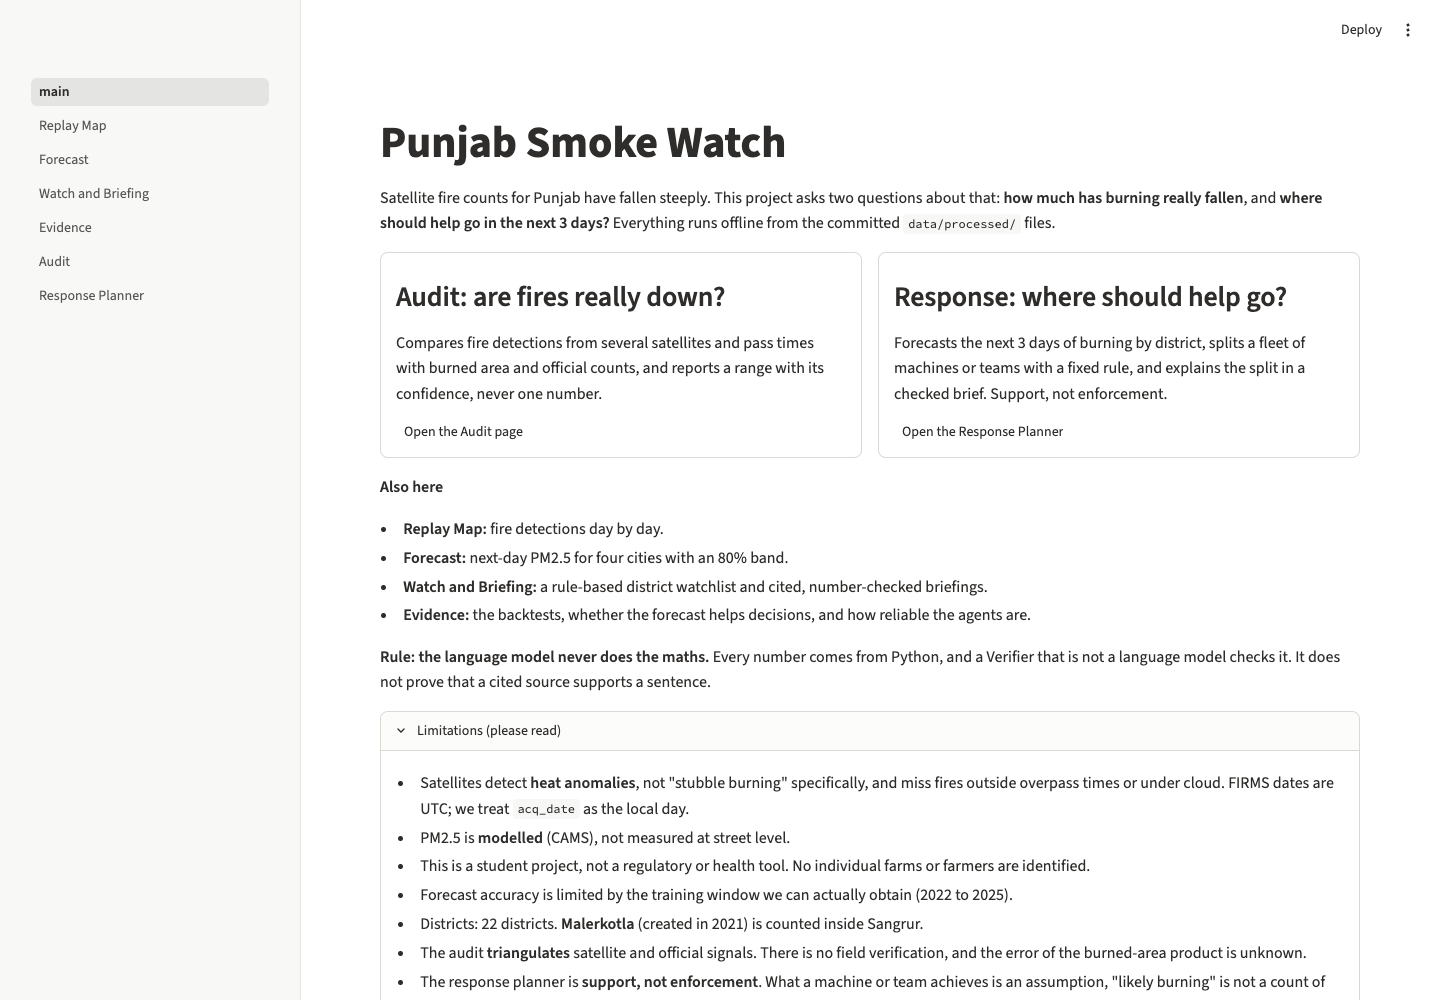 Deploy
main
Replay Map
Forecast
Watch and Briefing
Evidence
Audit
Response Planner
Punjab Smoke Watch
Satellite fire counts for Punjab have fallen steeply. This project asks two questions about that: how much has burning really fallen, and where
should help go in the next 3 days? Everything runs offline from the committed data/processed/ files.
Audit: are fires really down?
Compares fire detections from several satellites and pass times
with burned area and official counts, and reports a range with its
confidence, never one number.
Open the Audit page
Response: where should help go?
Forecasts the next 3 days of burning by district, splits a fleet of
machines or teams with a fixed rule, and explains the split in a
checked brief. Support, not enforcement.
Open the Response Planner
Also here
• Replay Map: fire detections day by day.
• Forecast: next-day PM2.5 for four cities with an 80% band.
• Watch and Briefing: a rule-based district watchlist and cited, number-checked briefings.
• Evidence: the backtests, whether the forecast helps decisions, and how reliable the agents are.
Rule: the language model never does the maths. Every number comes from Python, and a Verifier that is not a language model checks it. It does
not prove that a cited source supports a sentence.
Limitations (please read)
• Satellites detect heat anomalies, not "stubble burning" specifically, and miss fires outside overpass times or under cloud. FIRMS dates are
UTC; we treat acq_date as the local day.
• PM2.5 is modelled (CAMS), not measured at street level.
• This is a student project, not a regulatory or health tool. No individual farms or farmers are identified.
• Forecast accuracy is limited by the training window we can actually obtain (2022 to 2025).
• Districts: 22 districts. Malerkotla (created in 2021) is counted inside Sangrur.
• The audit triangulates satellite and official signals. There is no field verification, and the error of the burned-area product is unknown.
• The response planner is support, not enforcement. What a machine or team achieves is an assumption, "likely burning" is not a count of